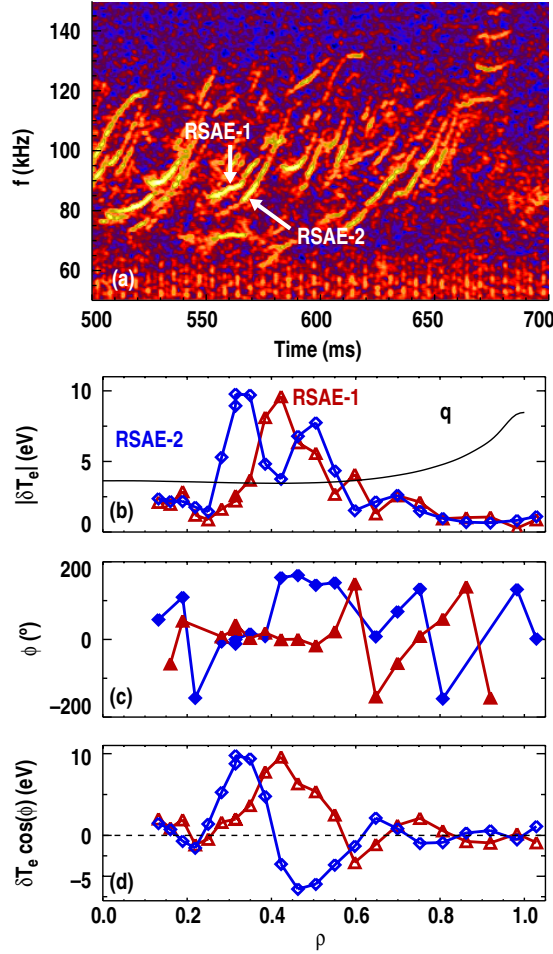 140
120
100
80
60
f (kHz)
RSAE-1
RSAE-2
(a)
500 550 600 650 700
Time (ms)
10
5
0
|δTe| (eV)
RSAE-1
RSAE-2
q
(b)
200
0
−200
ϕ (°)
(c)
10
5
0
−5
δTe cos(ϕ) (eV)
(d)
0.0 0.2 0.4 0.6 0.8 1.0
ρ